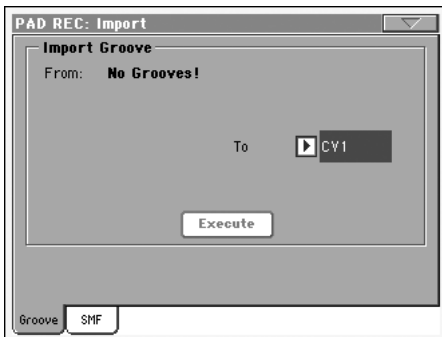 PAD REC: Import
Import Groove
From: No Grooves!
To CV1
Execute
Groove SMF